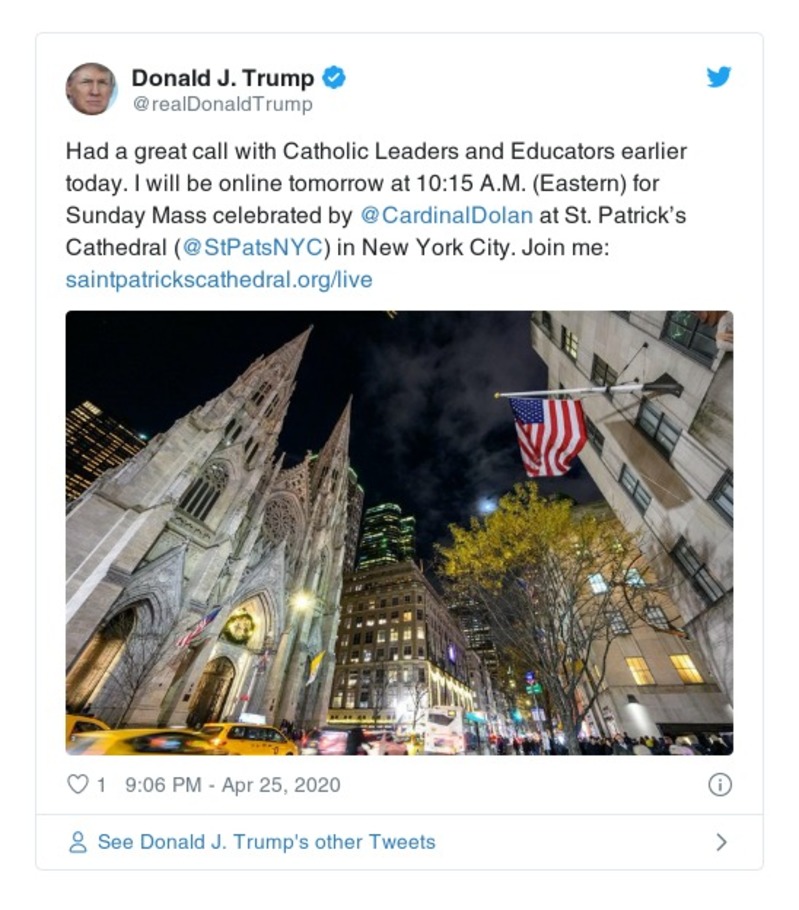 Donald J. Trump
@realDonaldTrump
Had a great call with Catholic Leaders and Educators earlier
today. I will be online tomorrow at 10:15 A.M. (Eastern) for
Sunday Mass celebrated by @CardinalDolan at St. Patrick’s
Cathedral (@StPatsNYC) in New York City. Join me:
saintpatrickscathedral.org/live
1 9:06 PM - Apr 25, 2020
See Donald J. Trump's other Tweets